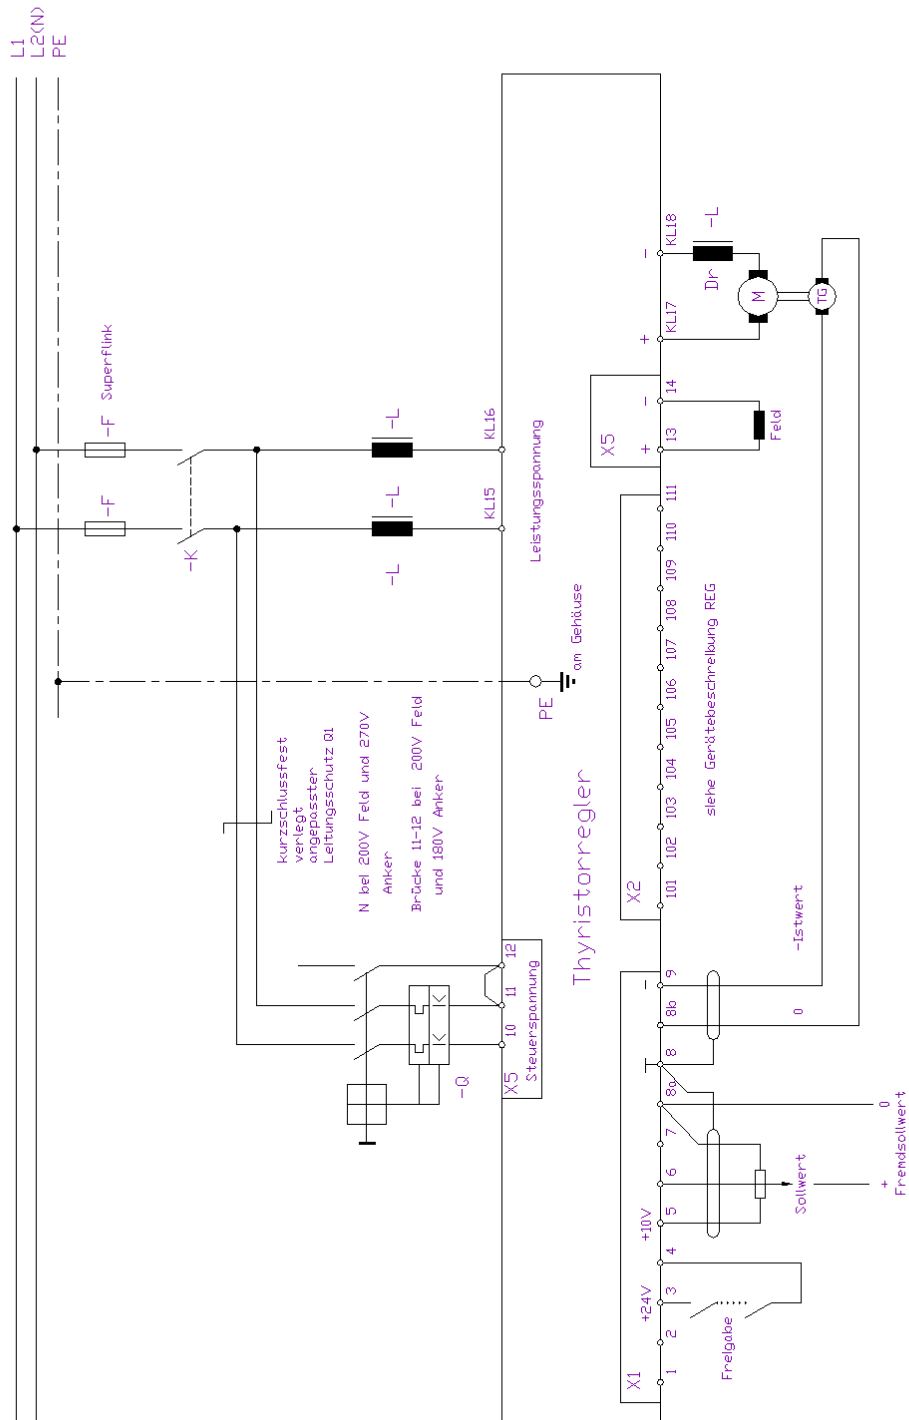 L1
L2(N)
PE
-F
Superflink
-F
-K
-L
-L
-L
KL16
KL15
Leistungsspannung
PE
am Gehäuse
kurzschlussfest
verlegt
angepasster
Leitungsschutz Q1
N bei 200V Feld und 270V
Anker
Brücke 11-12 bei 200V Feld
und 180V Anker
-Q
X5
10
11
12
Steuerspannung
Thyristorregler
X1
1
2
3
4
5
6
7
8a
8
8b
9
-
+24V
+10V
Freigabe
Sollwert
+
0
Fremdsollwert
0
-Istwert
X2
101
102
103
104
105
106
107
108
109
110
111
siehe Gerätebeschreibung REG
X5
+
13
-
14
Feld
+
KL17
-
KL18
Dr
-L
M
TG